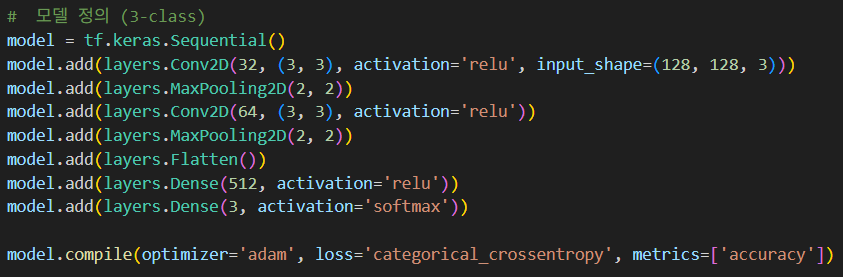 #  모델 정의 (3-class)
model = tf.keras.Sequential()
model.add(layers.Conv2D(32, (3, 3), activation='relu', input_shape=(128, 128, 3)))
model.add(layers.MaxPooling2D(2, 2))
model.add(layers.Conv2D(64, (3, 3), activation='relu'))
model.add(layers.MaxPooling2D(2, 2))
model.add(layers.Flatten())
model.add(layers.Dense(512, activation='relu'))
model.add(layers.Dense(3, activation='softmax'))
model.compile(optimizer='adam', loss='categorical_crossentropy', metrics=['accuracy'])